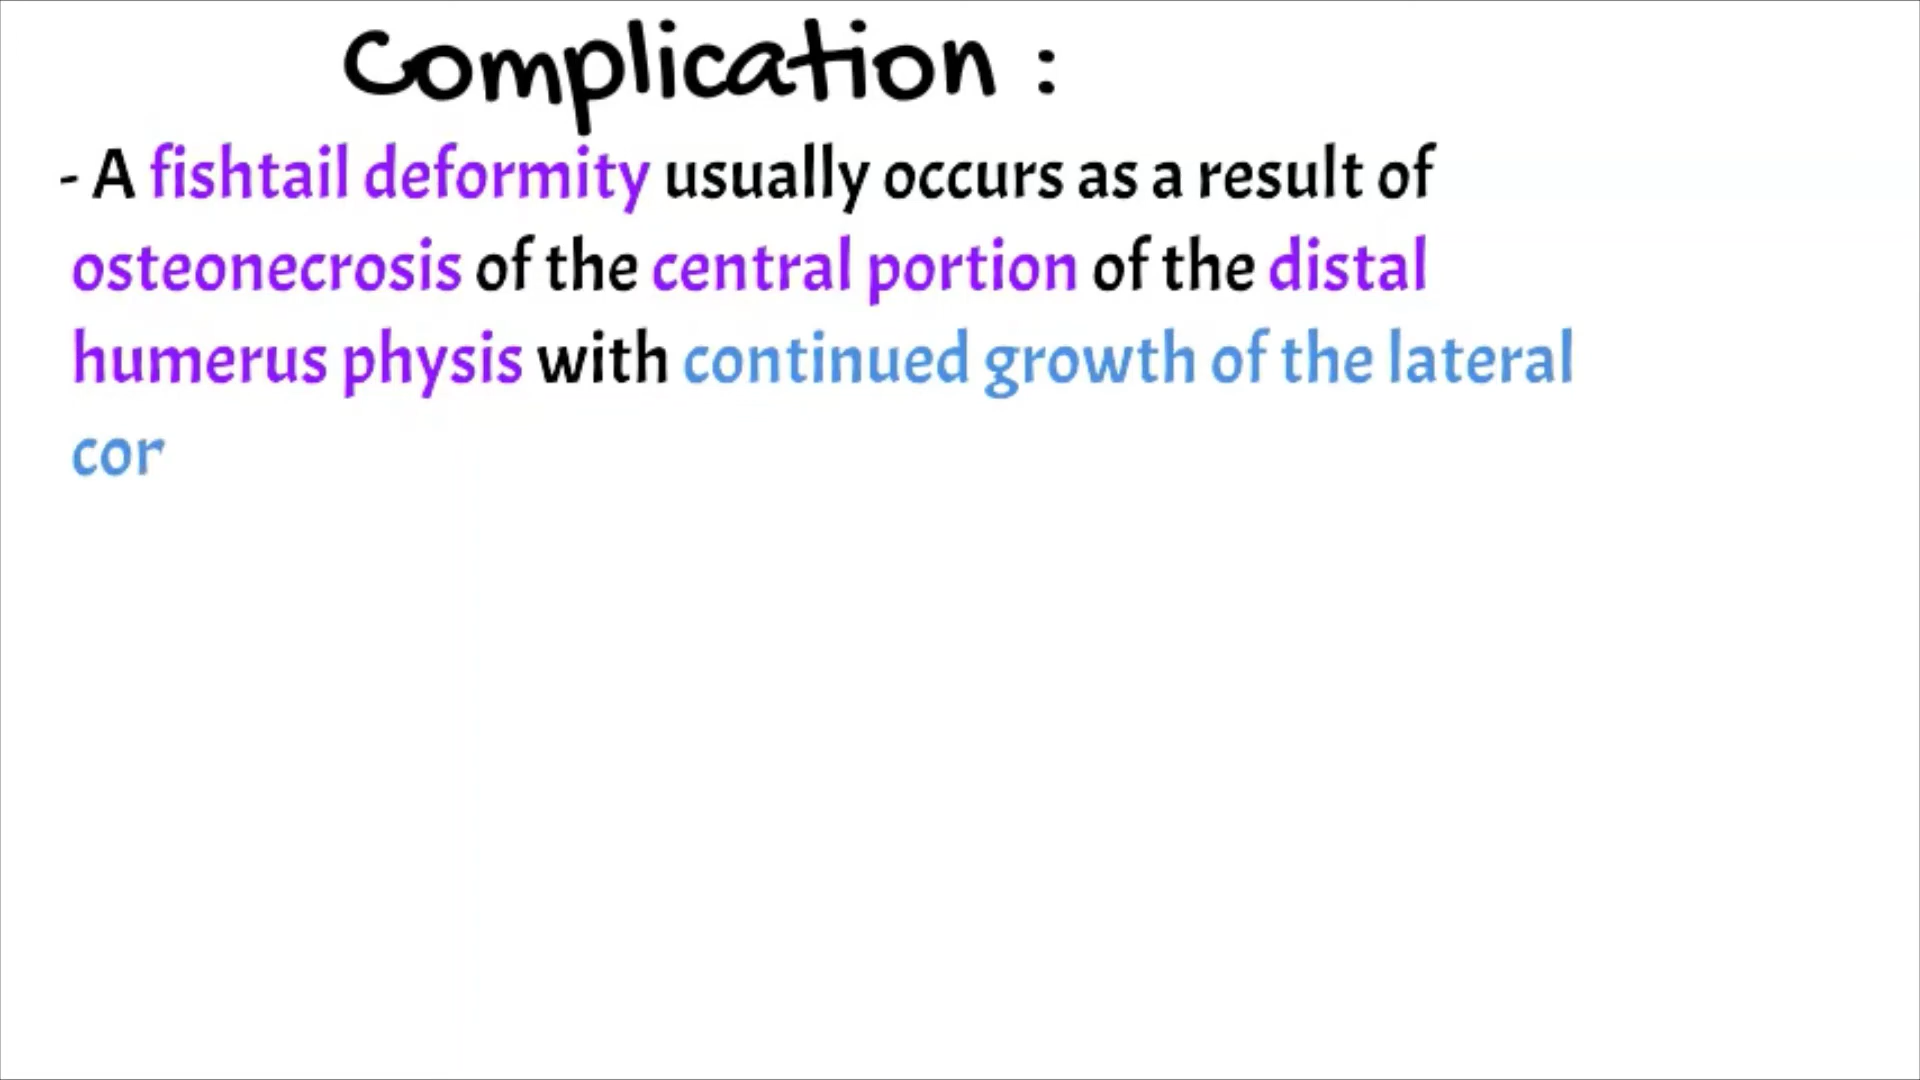 Complication :
- A fishtail deformity usually occurs as a result of
osteonecrosis of the central portion of the distal
humerus physis with continued growth of the lateral
cor